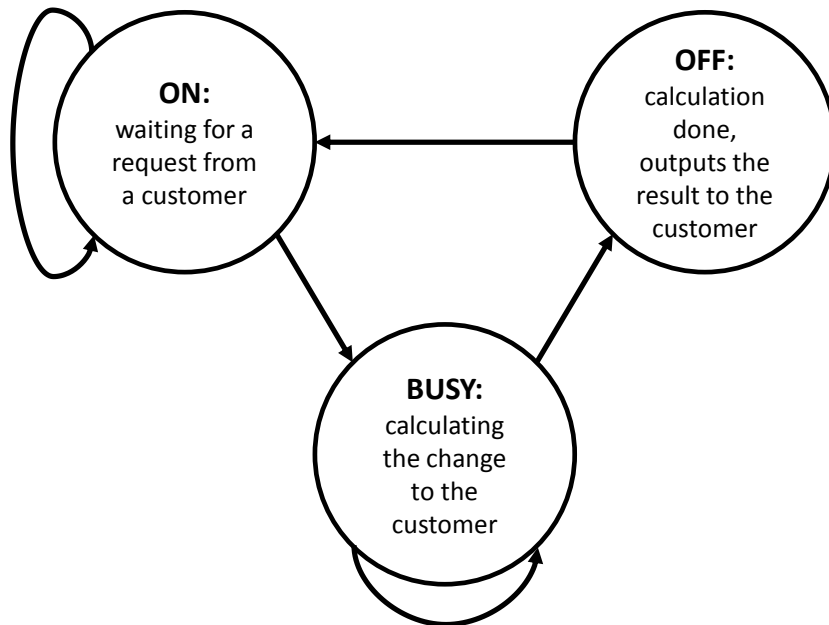 ON:
waiting for a
request from
a customer
OFF:
calculation
done,
outputs the
result to the
customer
BUSY:
calculating
the change
to the
customer